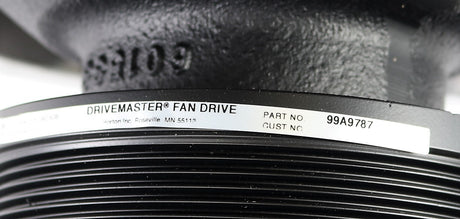 DRIVEMASTER® FAN DRIVE
Horton Inc. Roseville, MN 55113
PART NO 99A9787
CUST NO